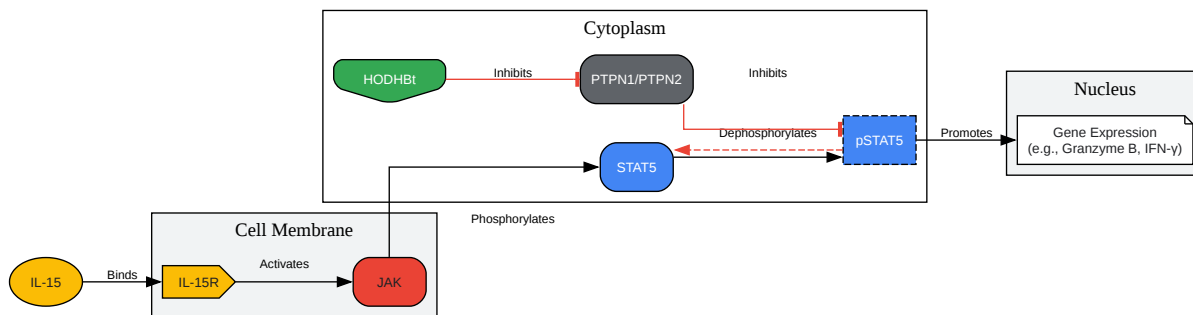 Cytoplasm
HODHBt
Inhibits
PTPN1/PTPN2
Inhibits
Nucleus
Dephosphorylates
pSTAT5
Promotes
Gene Expression
(e.g., Granzyme B, IFN-γ)
STAT5
Phosphorylates
Cell Membrane
IL-15
Binds
IL-15R
Activates
JAK